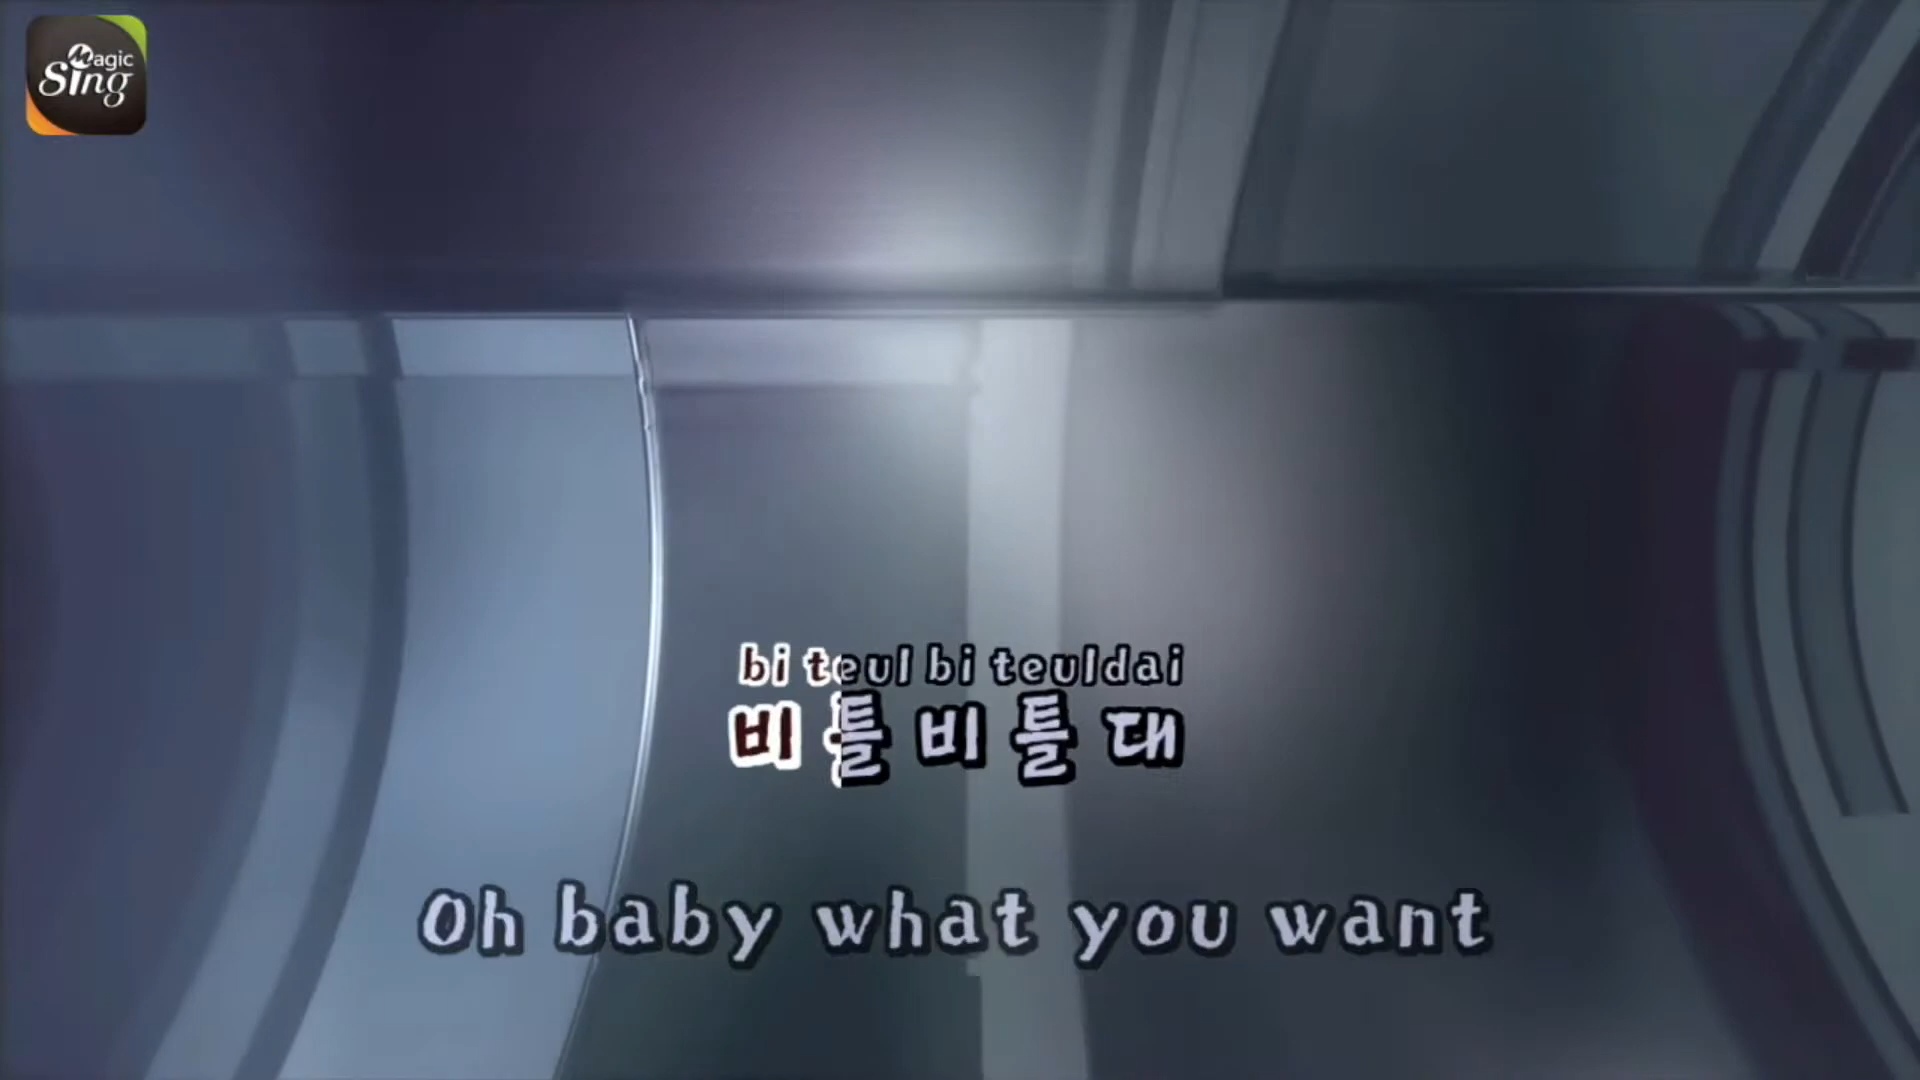 Magic
Sing
bi teul bi teuldai
비틀비틀대
Oh baby what you want